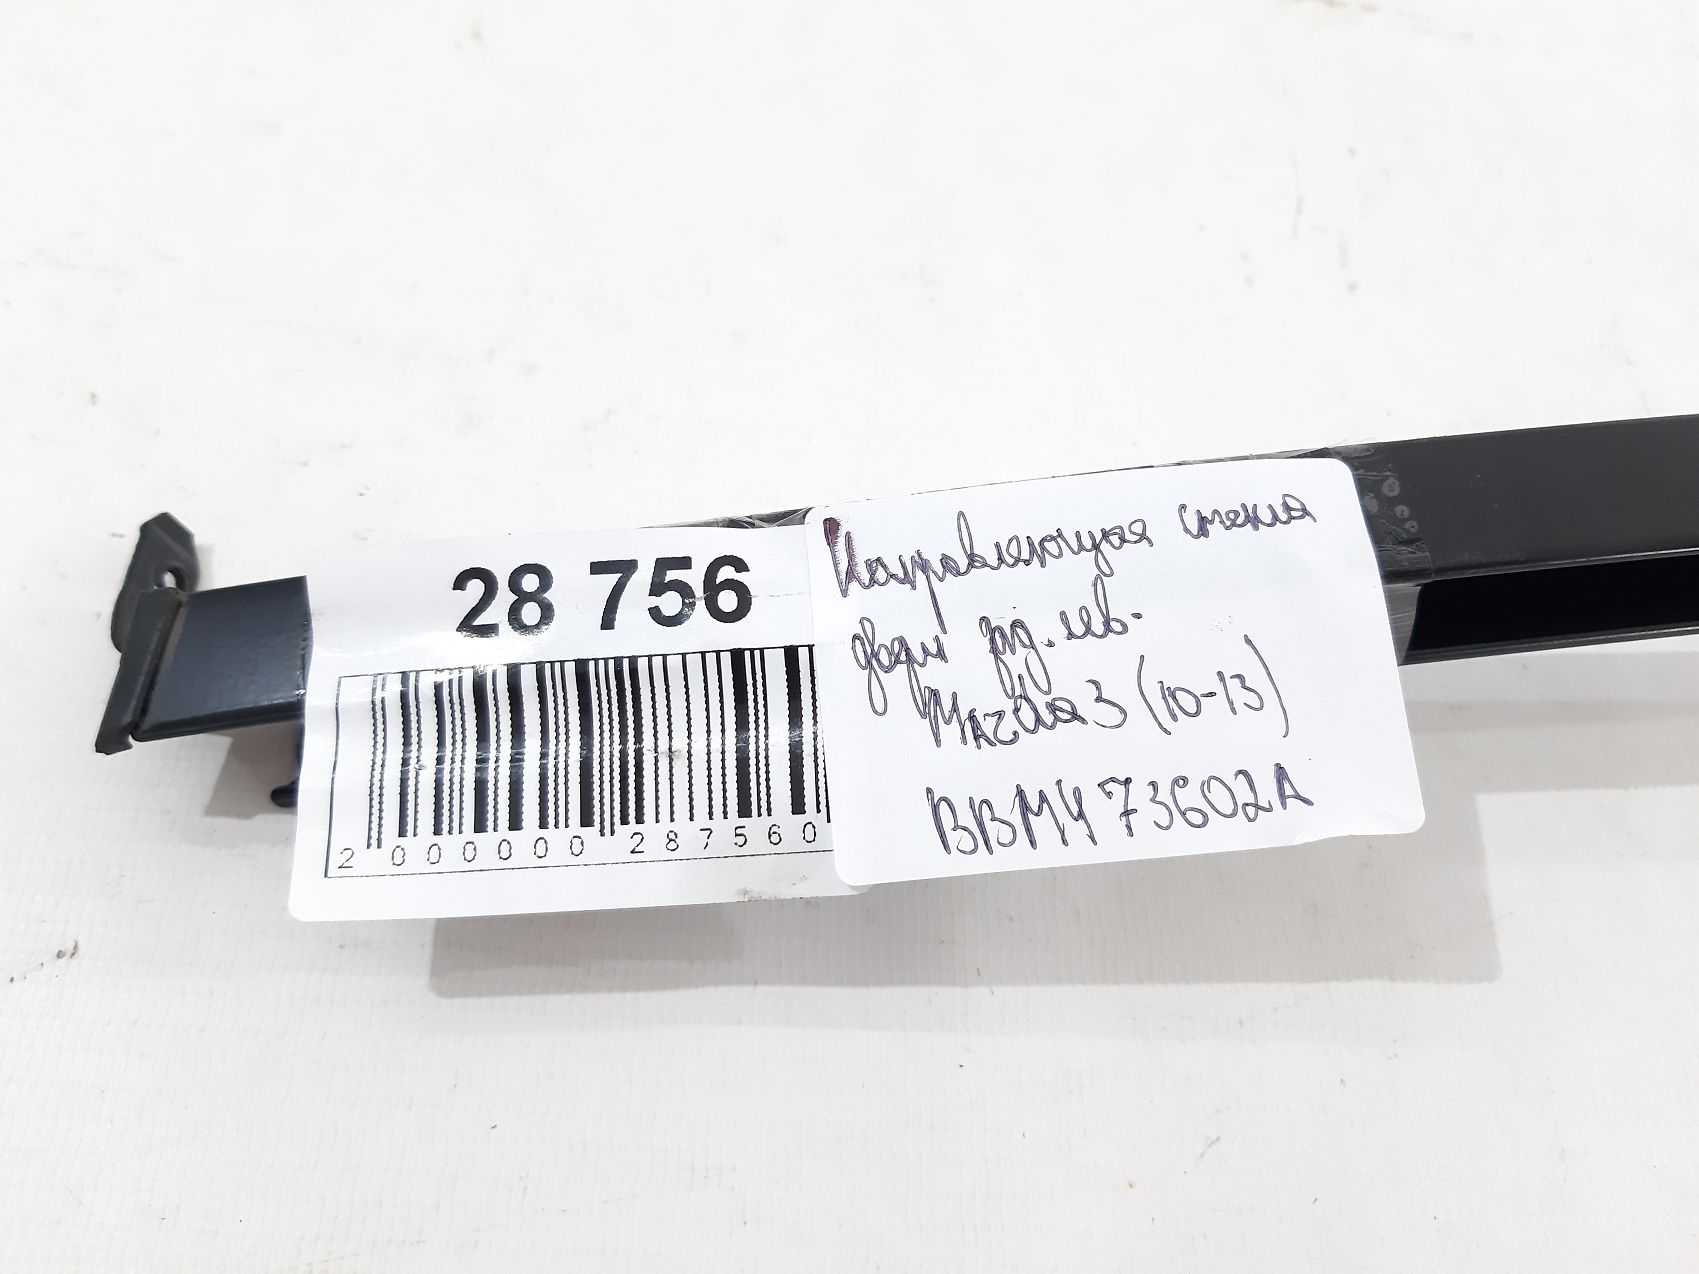 28 756
2 000000 287560
Направляющая стекла
двери зад. лев.
Mazda 3 (10-13)
BBM473602A